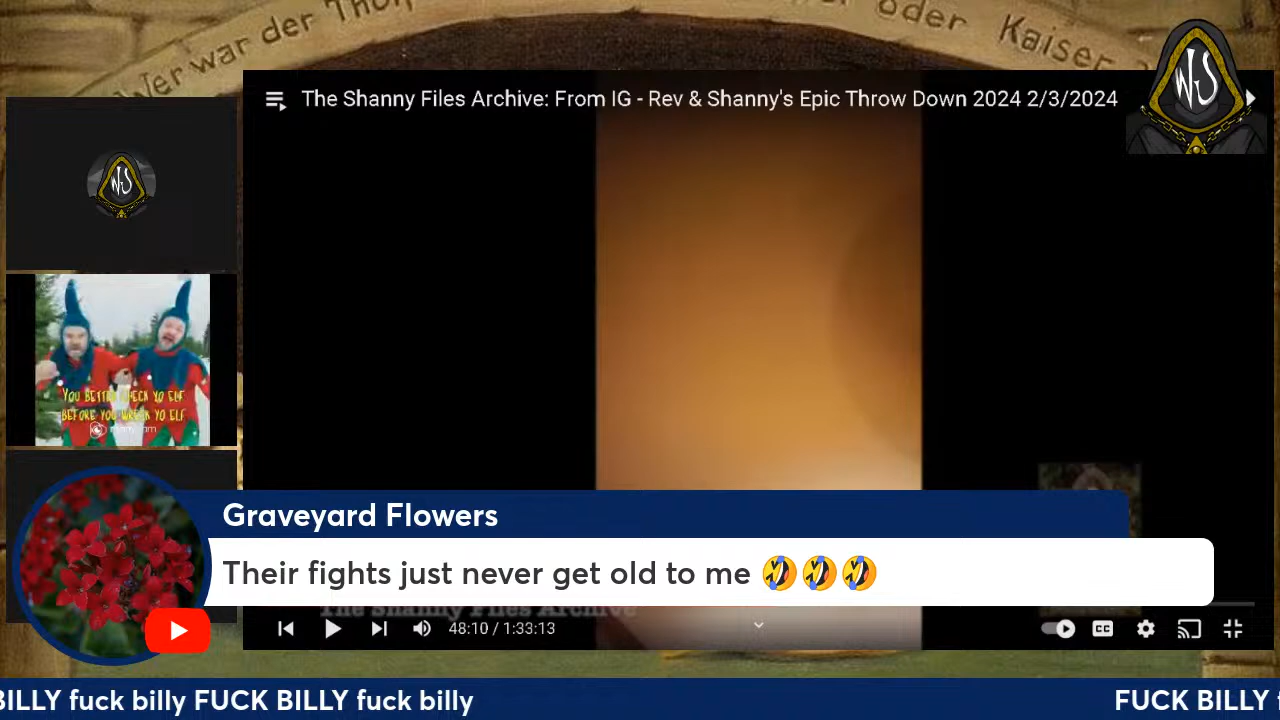 Wer war der Thor
oder Kaiser
The Shanny Files Archive: From IG - Rev & Shanny's Epic Throw Down 2024 2/3/2024
WS
WS
YOU BETTER CHECK YO ELF
BEFORE YOU WRECK YO ELF
Graveyard Flowers
Their fights just never get old to me 🤣🤣🤣
The Shanny Files Archive
48:10 / 1:33:13
CC
BILLY fuck billy FUCK BILLY fuck billy
FUCK BILLY